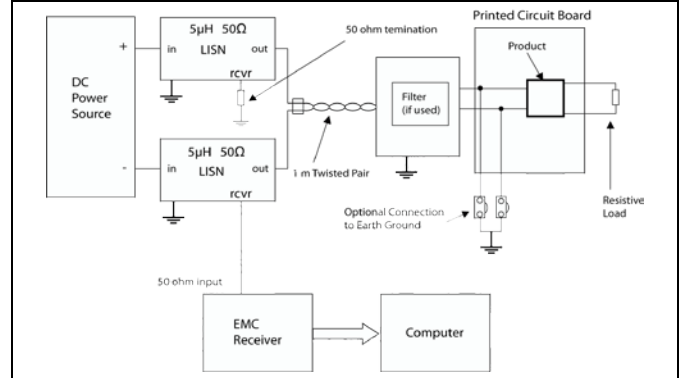 Printed Circuit Board
5µH 50Ω
50 ohm temination
+
in
out
LISN
rcvr
Product
DC
Power
Source
Filter
(if used)
5µH 50Ω
-
in
out
LISN
rcvr
1 m Twisted Pair
Resistive
Load
Optional Connection
to Earth Ground
50 ohm input
EMC
Receiver
Computer